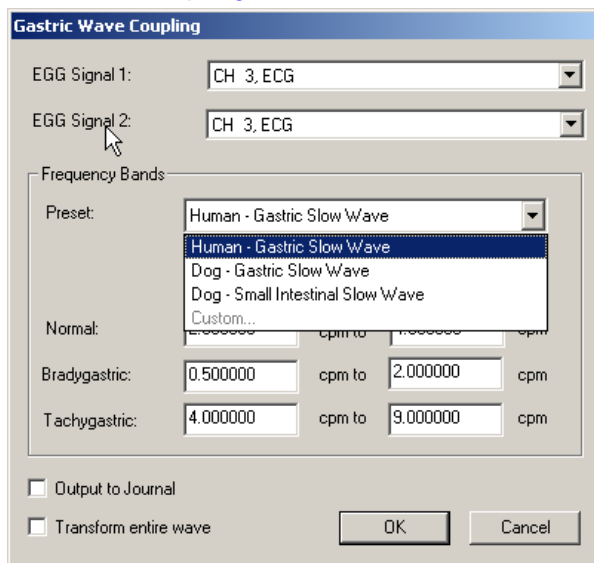 Gastric Wave Coupling
EGG Signal 1: CH 3, ECG
EGG Signal 2: CH 3, ECG
Frequency Bands
Preset: Human - Gastric Slow Wave
Human - Gastric Slow Wave
Dog - Gastric Slow Wave
Dog - Small Intestinal Slow Wave
Custom...
Normal: cpm to cpm
Bradygastric: 0.500000 cpm to 2.000000 cpm
Tachygastric: 4.000000 cpm to 9.000000 cpm
Output to Journal
Transform entire wave OK Cancel